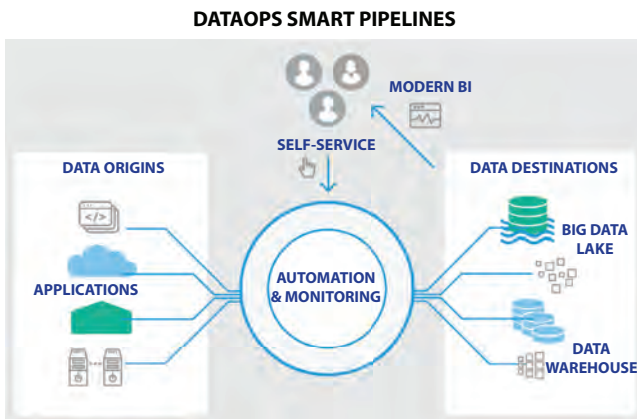 DATAOPS SMART PIPELINES
MODERN BI
SELF-SERVICE
DATA ORIGINS
DATA DESTINATIONS
</>
BIG DATA
LAKE
APPLICATIONS
AUTOMATION
& MONITORING
DATA
WAREHOUSE